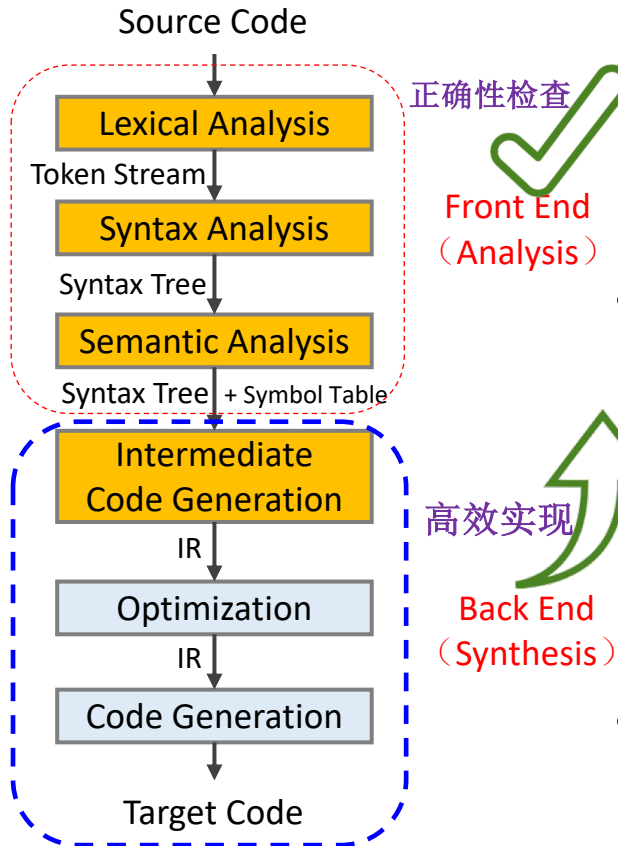 Source Code
正确性检查
Lexical Analysis
Token Stream
Front End
（Analysis）
Syntax Analysis
Syntax Tree
Semantic Analysis
Syntax Tree + Symbol Table
Intermediate
Code Generation
高效实现
IR
Optimization
Back End
（Synthesis）
IR
Code Generation
Target Code